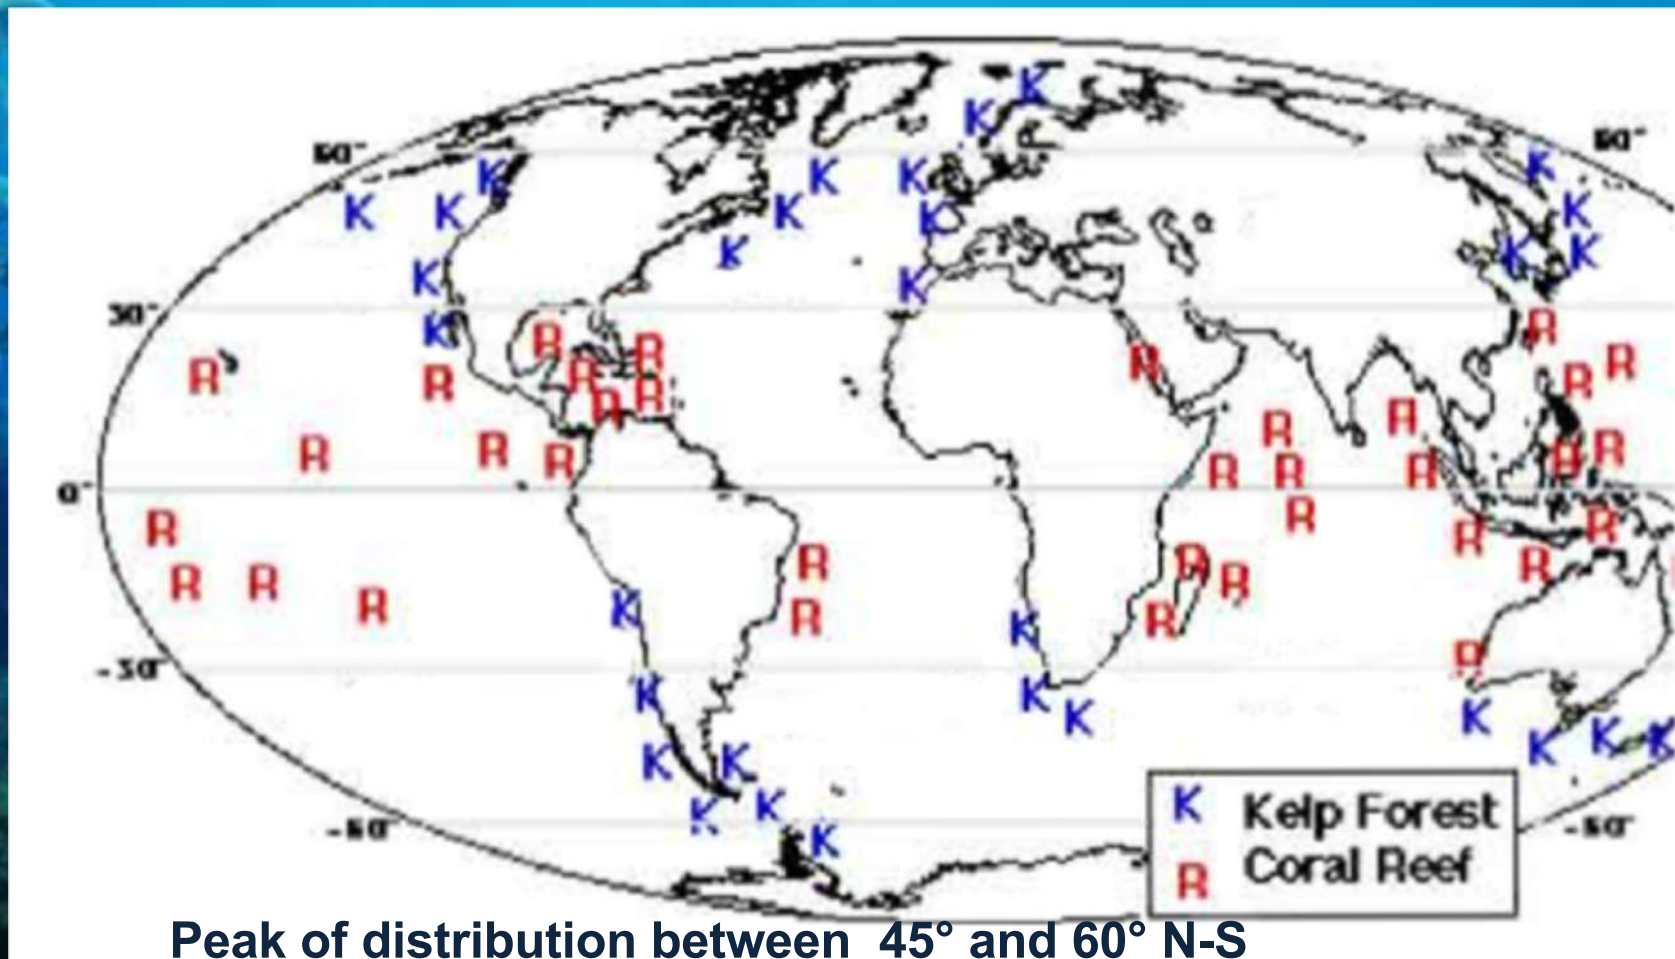 60° 60°
30°
0°
-30°
-60° -60°
K Kelp Forest
R Coral Reef
Peak of distribution between 45° and 60° N-S